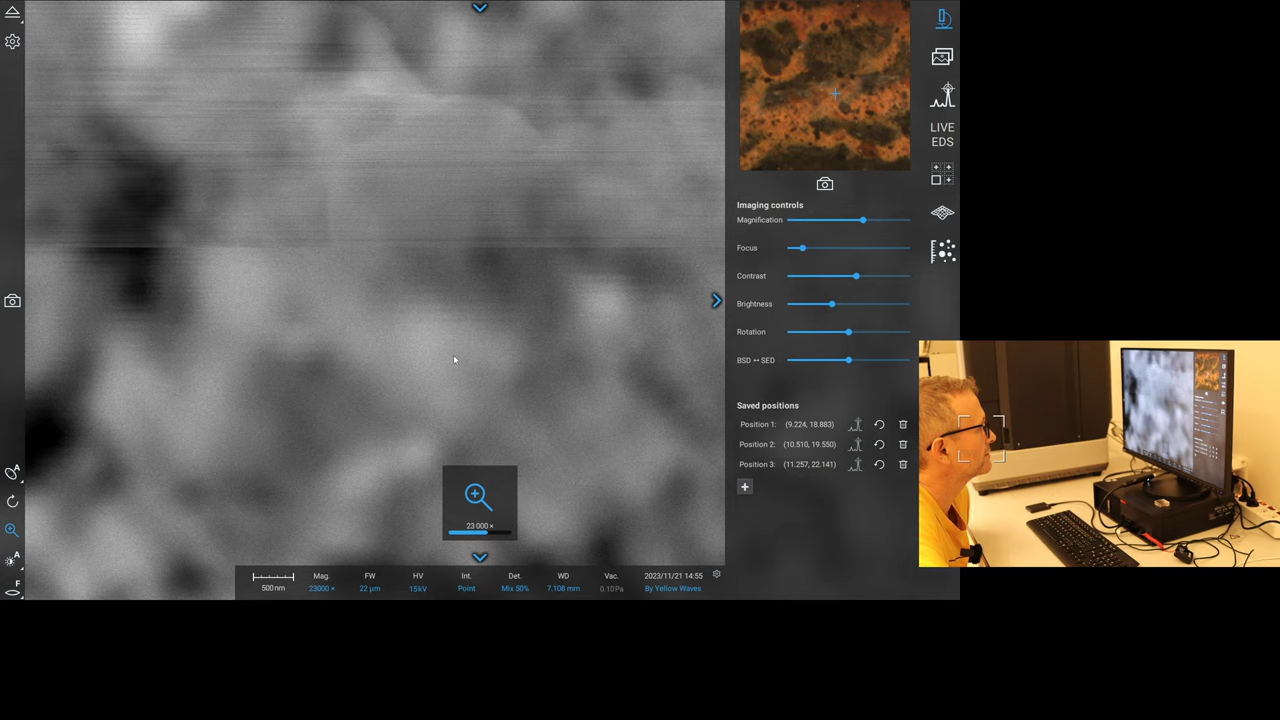 LIVE
EDS
Imaging controls
Magnification
Focus
Contrast
Brightness
Rotation
BSD ↔ SED
Saved positions
Position 1: (9.224, 18.883)
Position 2: (10.510, 19.550)
Position 3: (11.257, 22.141)
23 000 ×
A
A
F
500 nm
Mag. FW HV Int. Det. WD Vac. 2023/11/21 14:55
23000 × 22 µm 15 kV Point Mix 50% 7.108 mm 0.10 Pa By Yellow Waves